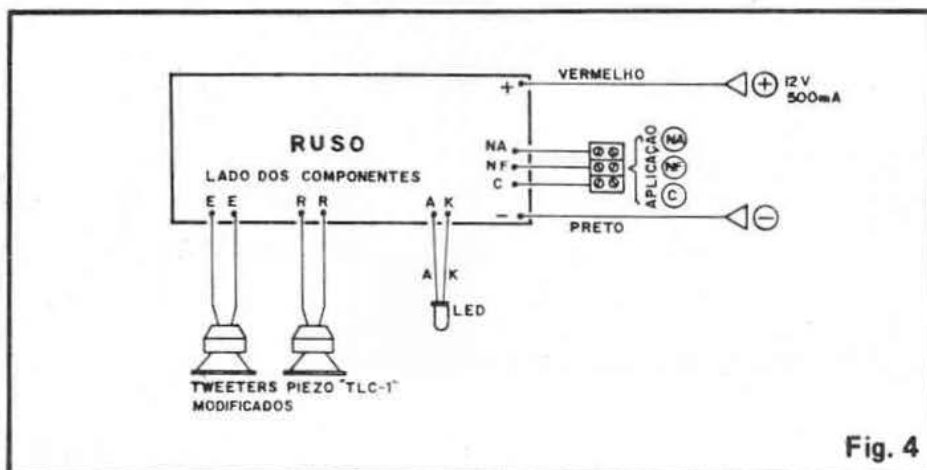 VERMELHO
+
⊕ 12V
500mA
RUSO
LADO DOS COMPONENTES
NA
NF
C
APLICAÇÃO
NA
NF
C
−
PRETO
⊖
E E R R A K
A K
LED
TWEETERS PIEZO "TLC-1"
MODIFICADOS
Fig. 4